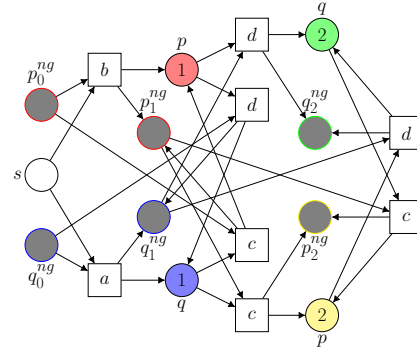 q
p
d
2
p_0^{ng}
b
1
p_1^{ng}
d
q_2^{ng}
d
s
c
q_0^{ng}
a
q_1^{ng}
c
p_2^{ng}
1
q
c
2
p